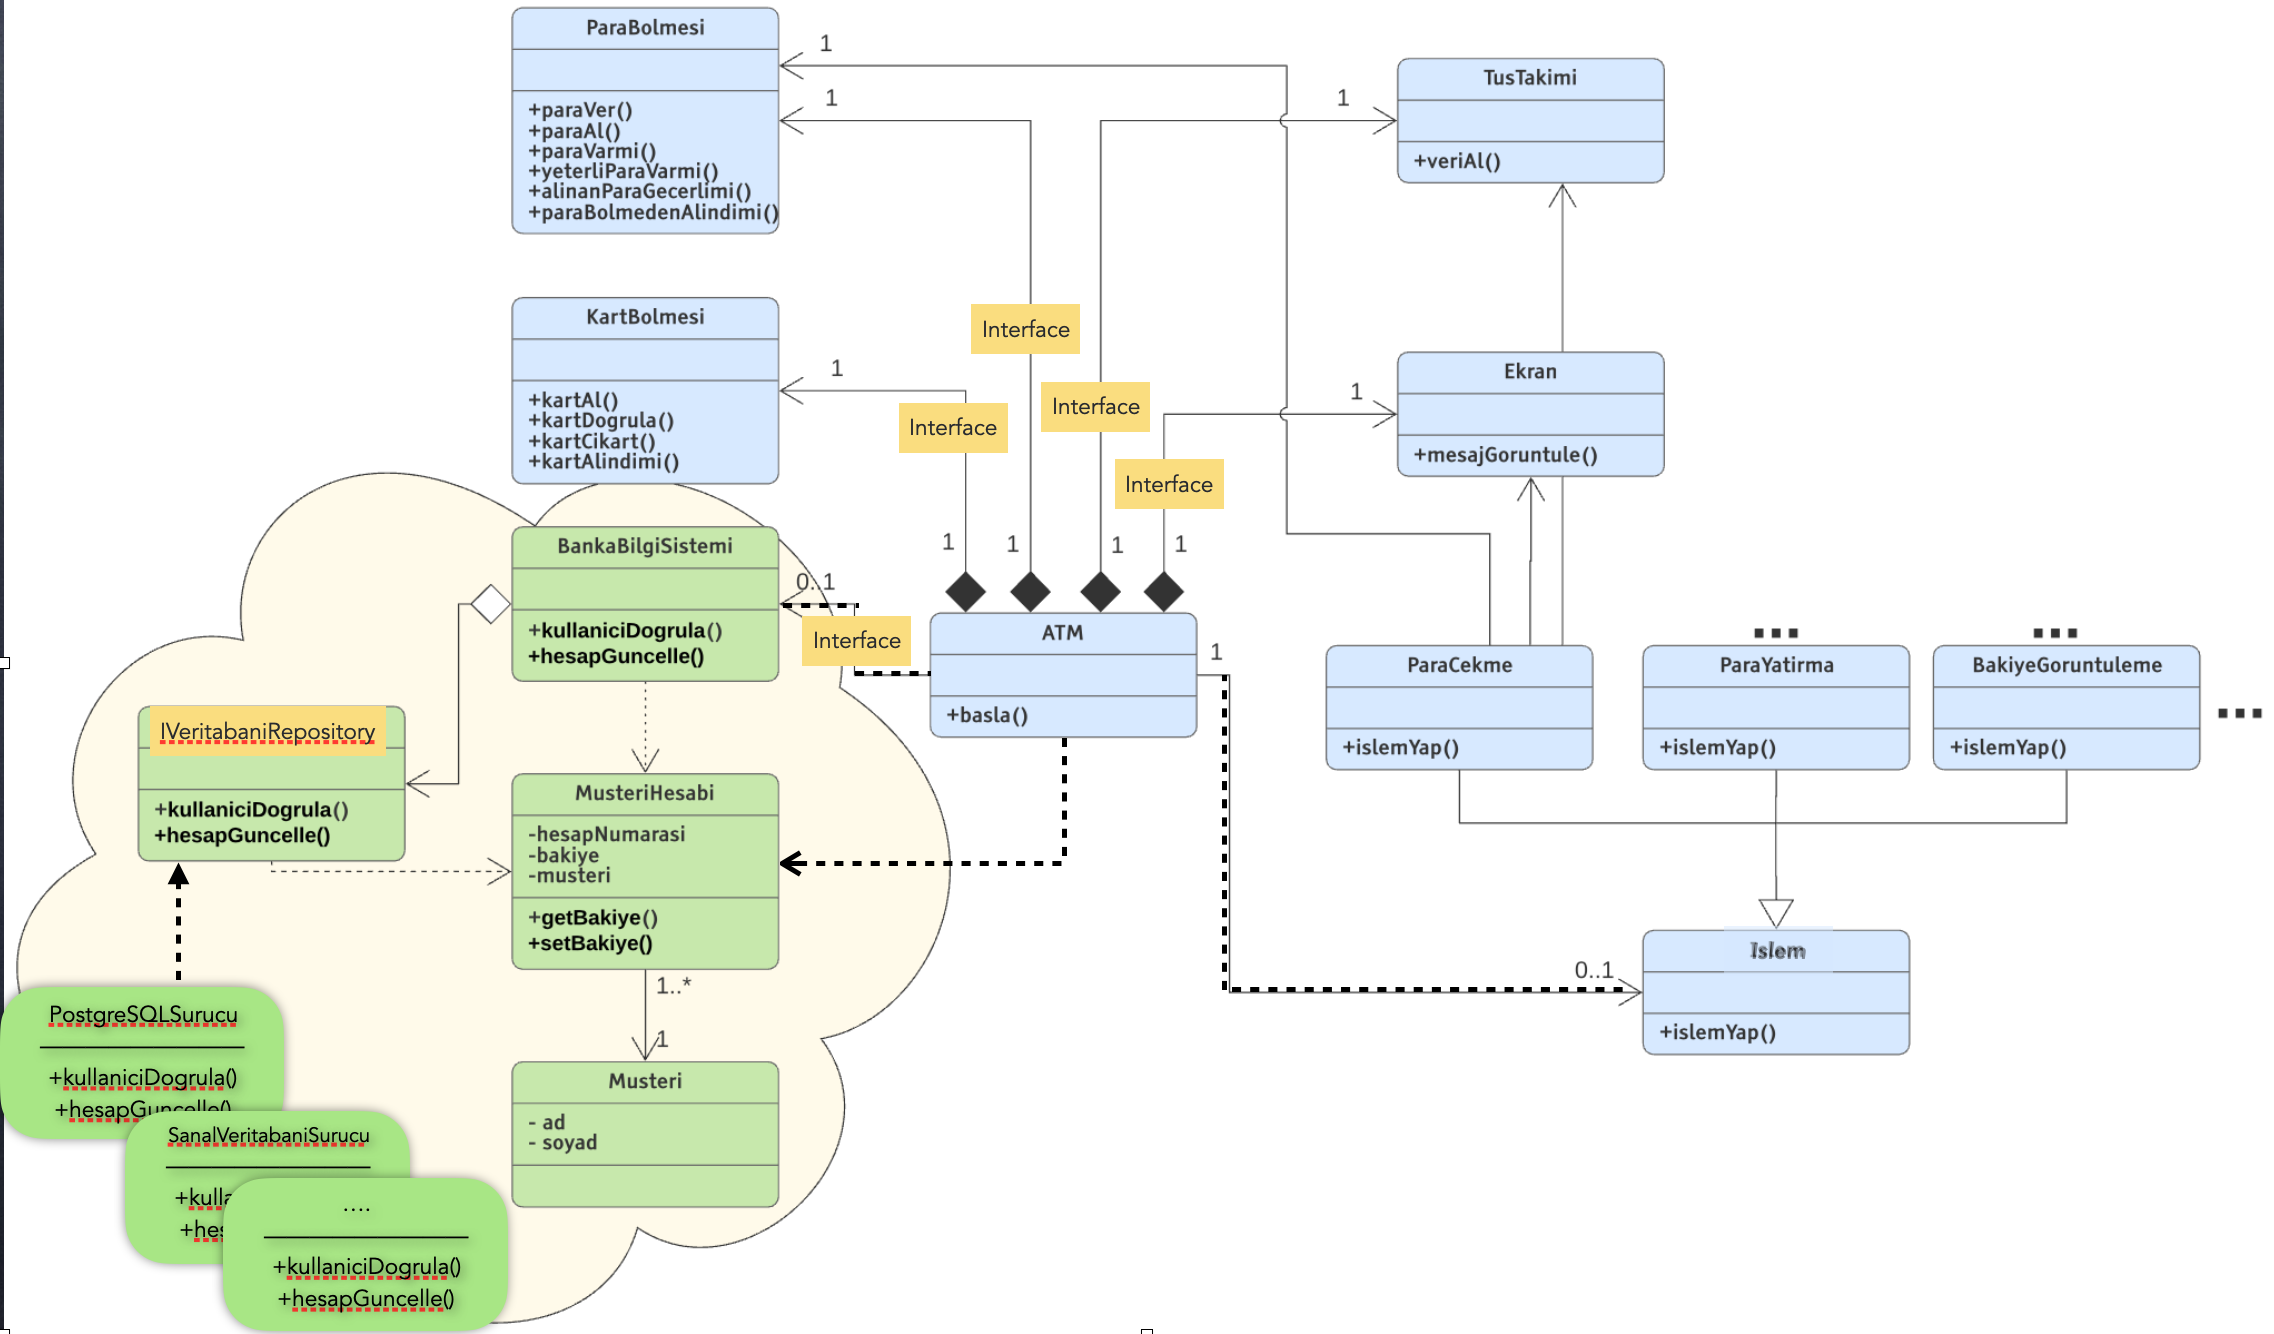 ParaBolmesi
+paraVer()
+paraAl()
+paraVarmi()
+yeterliParaVarmi()
+alinanParaGecerlimi()
+paraBolmedenAlindimi()
1
1
1
TusTakimi
+veriAl()
KartBolmesi
+kartAl()
+kartDogrula()
+kartCikart()
+kartAlindimi()
1
Interface
Interface
Interface
Interface
1
Ekran
+mesajGoruntule()
BankaBilgiSistemi
+kullaniciDogrula()
+hesapGuncelle()
0..1
Interface
1
1
1
1
ATM
+basla()
1
...
...
ParaCekme
+islemYap()
ParaYatirma
+islemYap()
BakiyeGoruntuleme
+islemYap()
...
IVeritabaniRepository
+kullaniciDogrula()
+hesapGuncelle()
MusteriHesabi
-hesapNumarasi
-bakiye
-musteri
+getBakiye()
+setBakiye()
1..*
1
0..1
Islem
+islemYap()
Musteri
- ad
- soyad
PostgreSQLSurucu
+kullaniciDogrula()
+hesapGuncelle()
SanalVeritabaniSurucu
+kulla
+hes
....
+kullaniciDogrula()
+hesapGuncelle()